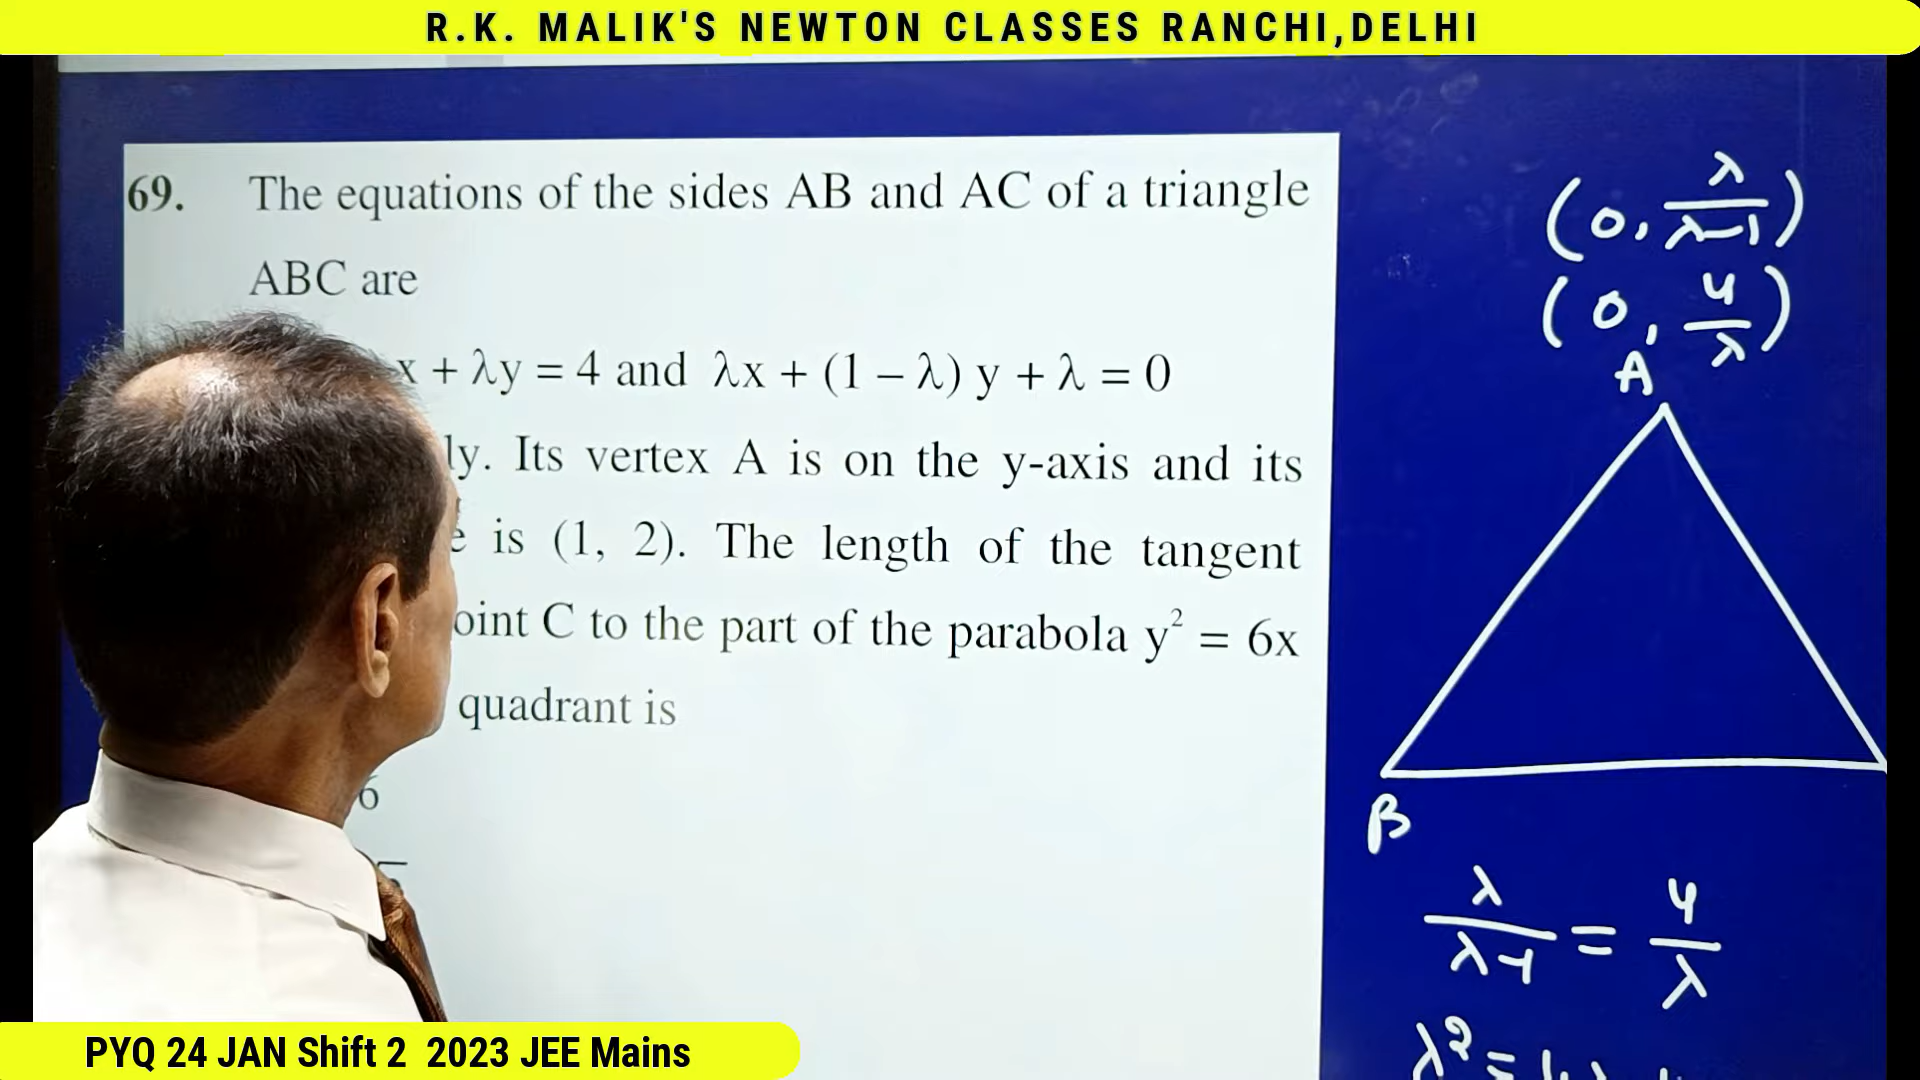 R.K. MALIK'S NEWTON CLASSES RANCHI,DELHI
69. The equations of the sides AB and AC of a triangle
ABC are
x + λy = 4 and λx + (1 – λ) y + λ = 0
ly. Its vertex A is on the y-axis and its
e is (1, 2). The length of the tangent
oint C to the part of the parabola y² = 6x
quadrant is
6
(0, λ/(λ-1))
(0, 4/λ)
A
B
λ/(λ-1) = 4/λ
λ² =
PYQ 24 JAN Shift 2 2023 JEE Mains